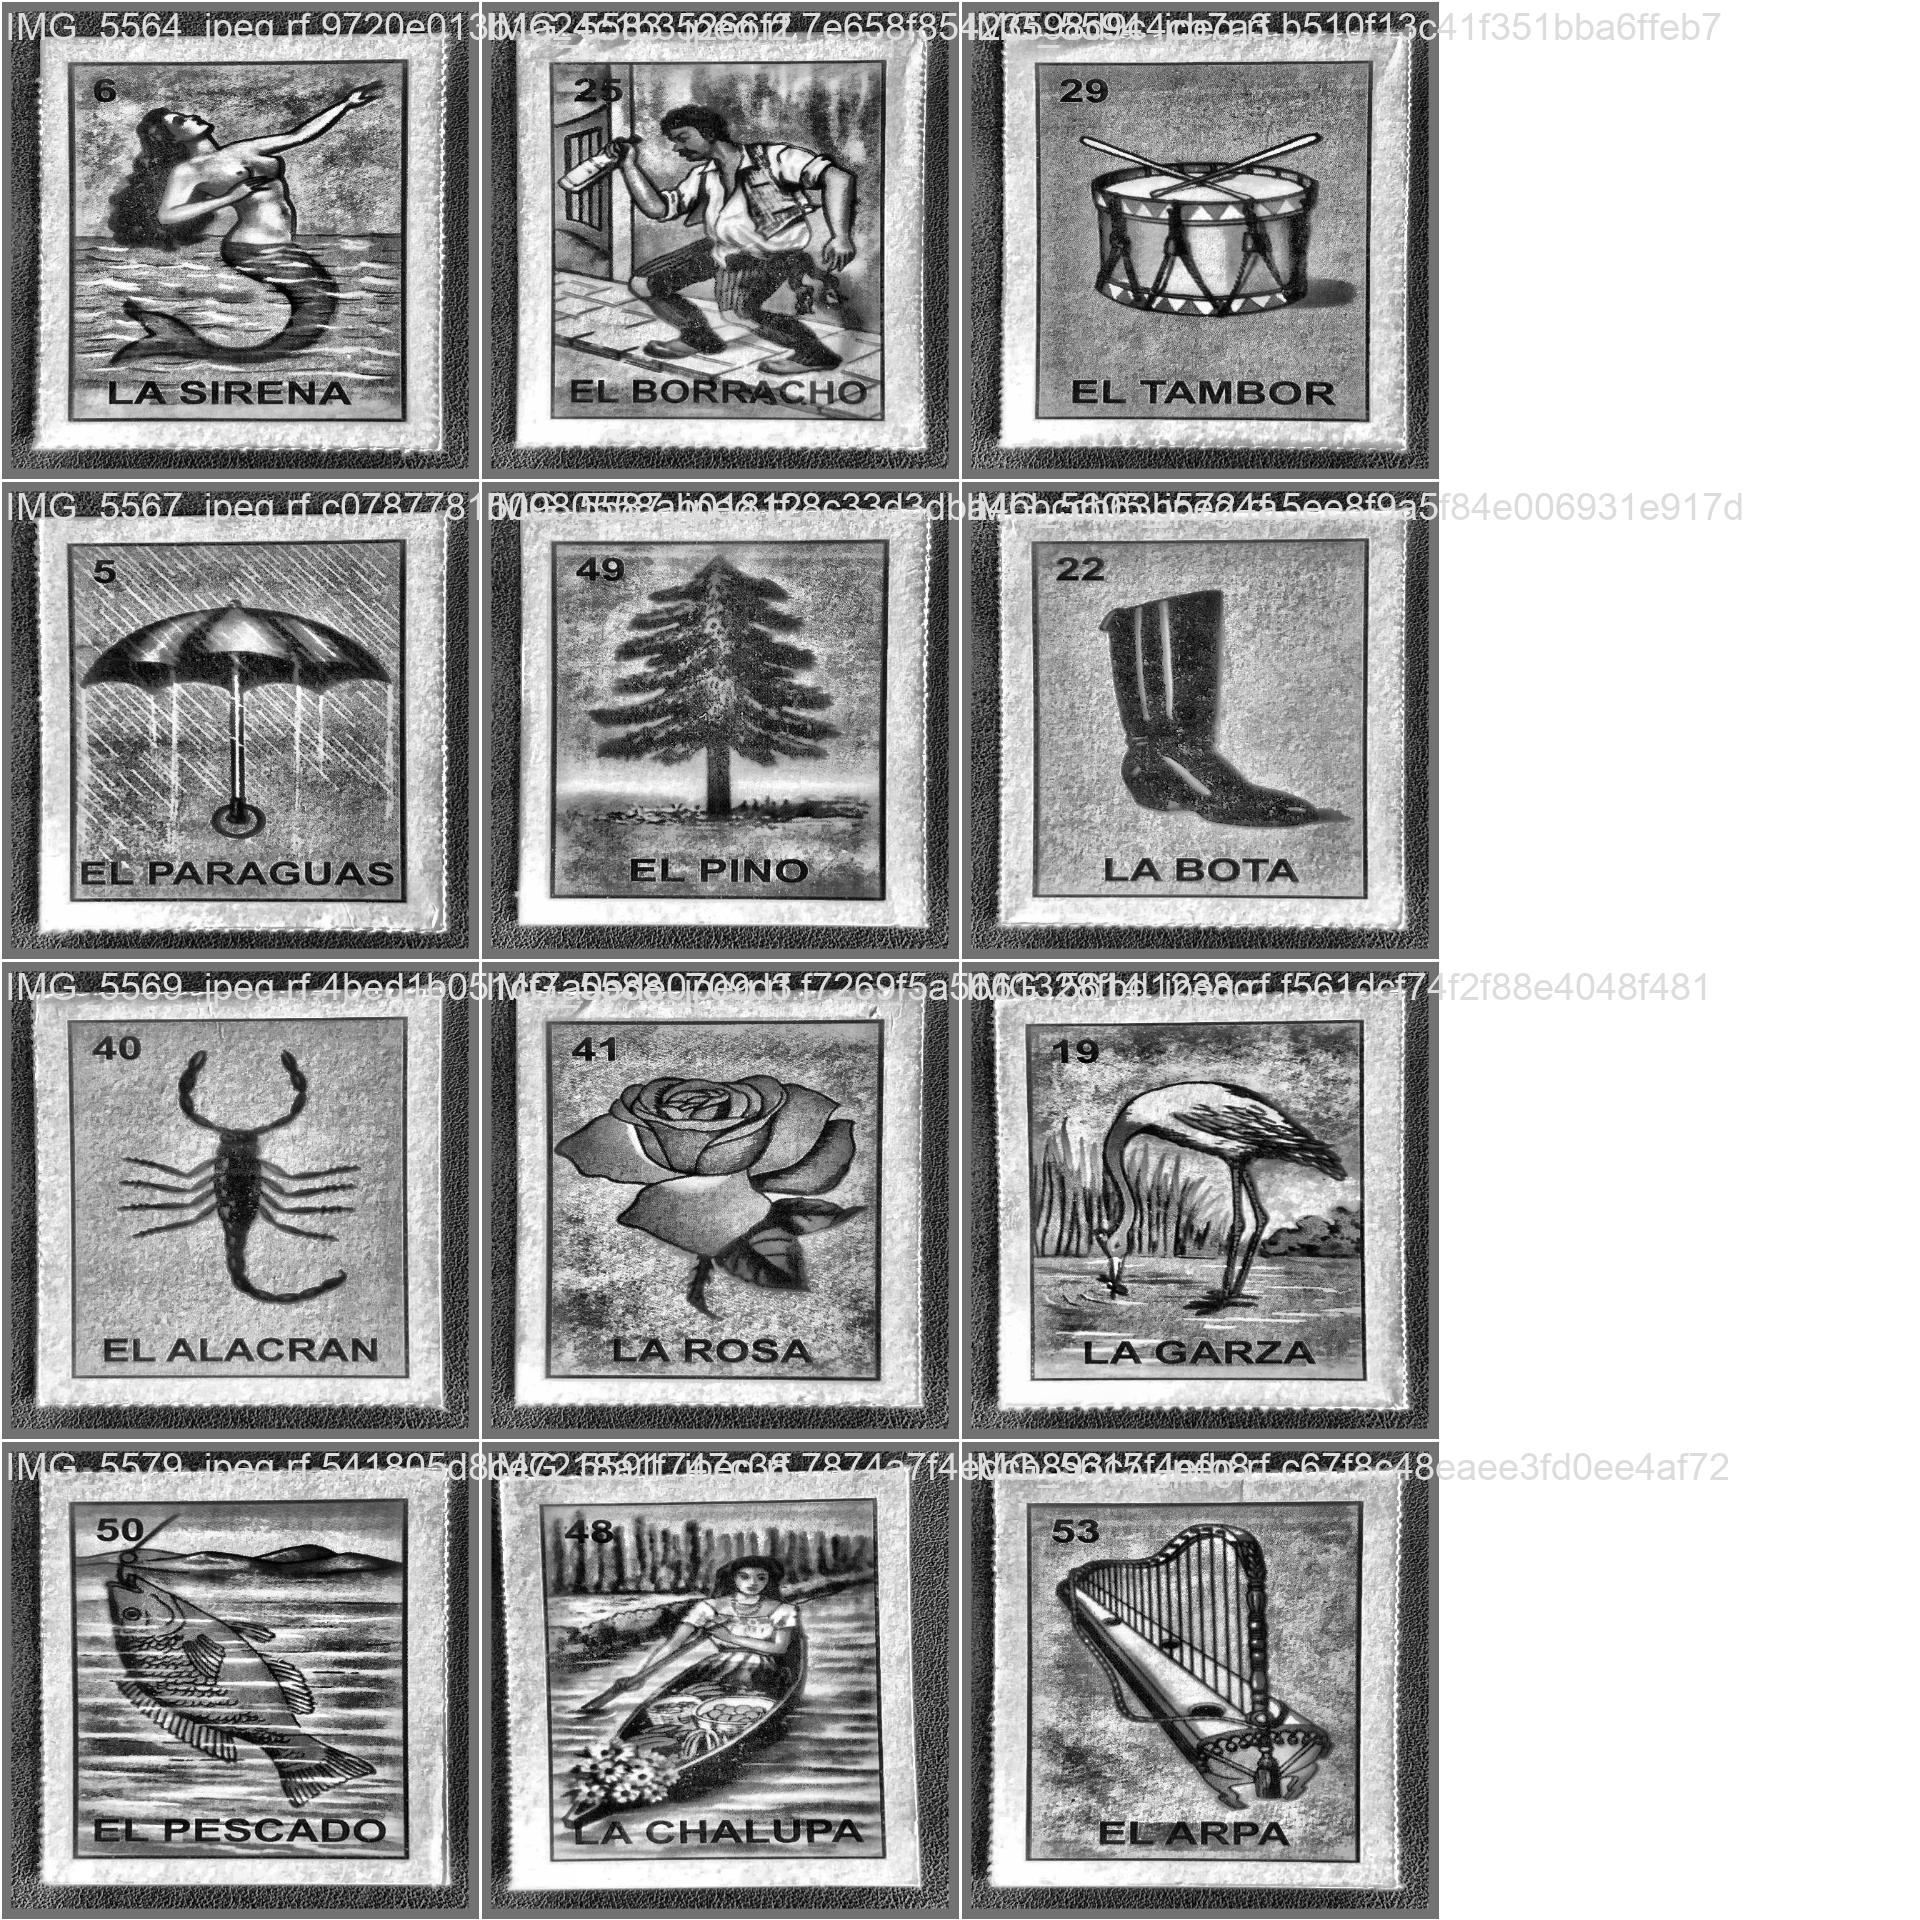 6
LA SIRENA
25
EL BORRACHO
29
EL TAMBOR
5
EL PARAGUAS
49
EL PINO
22
LA BOTA
40
EL ALACRAN
41
LA ROSA
19
LA GARZA
50
EL PESCADO
48
LA CHALUPA
53
EL ARPA